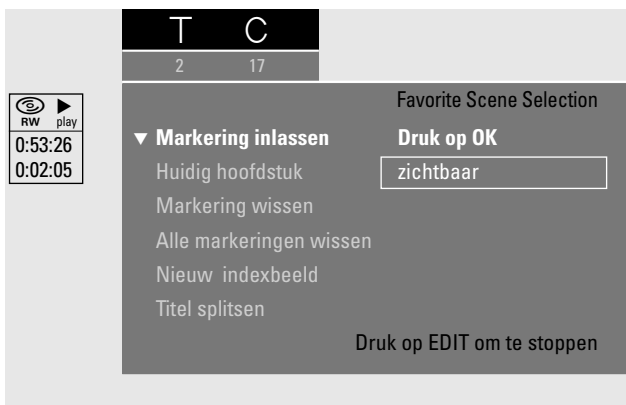 T C
2 17
RW play
0:53:26
0:02:05
Favorite Scene Selection
Markering inlassen Druk op OK
Huidig hoofdstuk zichtbaar
Markering wissen
Alle markeringen wissen
Nieuw indexbeeld
Titel splitsen
Druk op EDIT om te stoppen